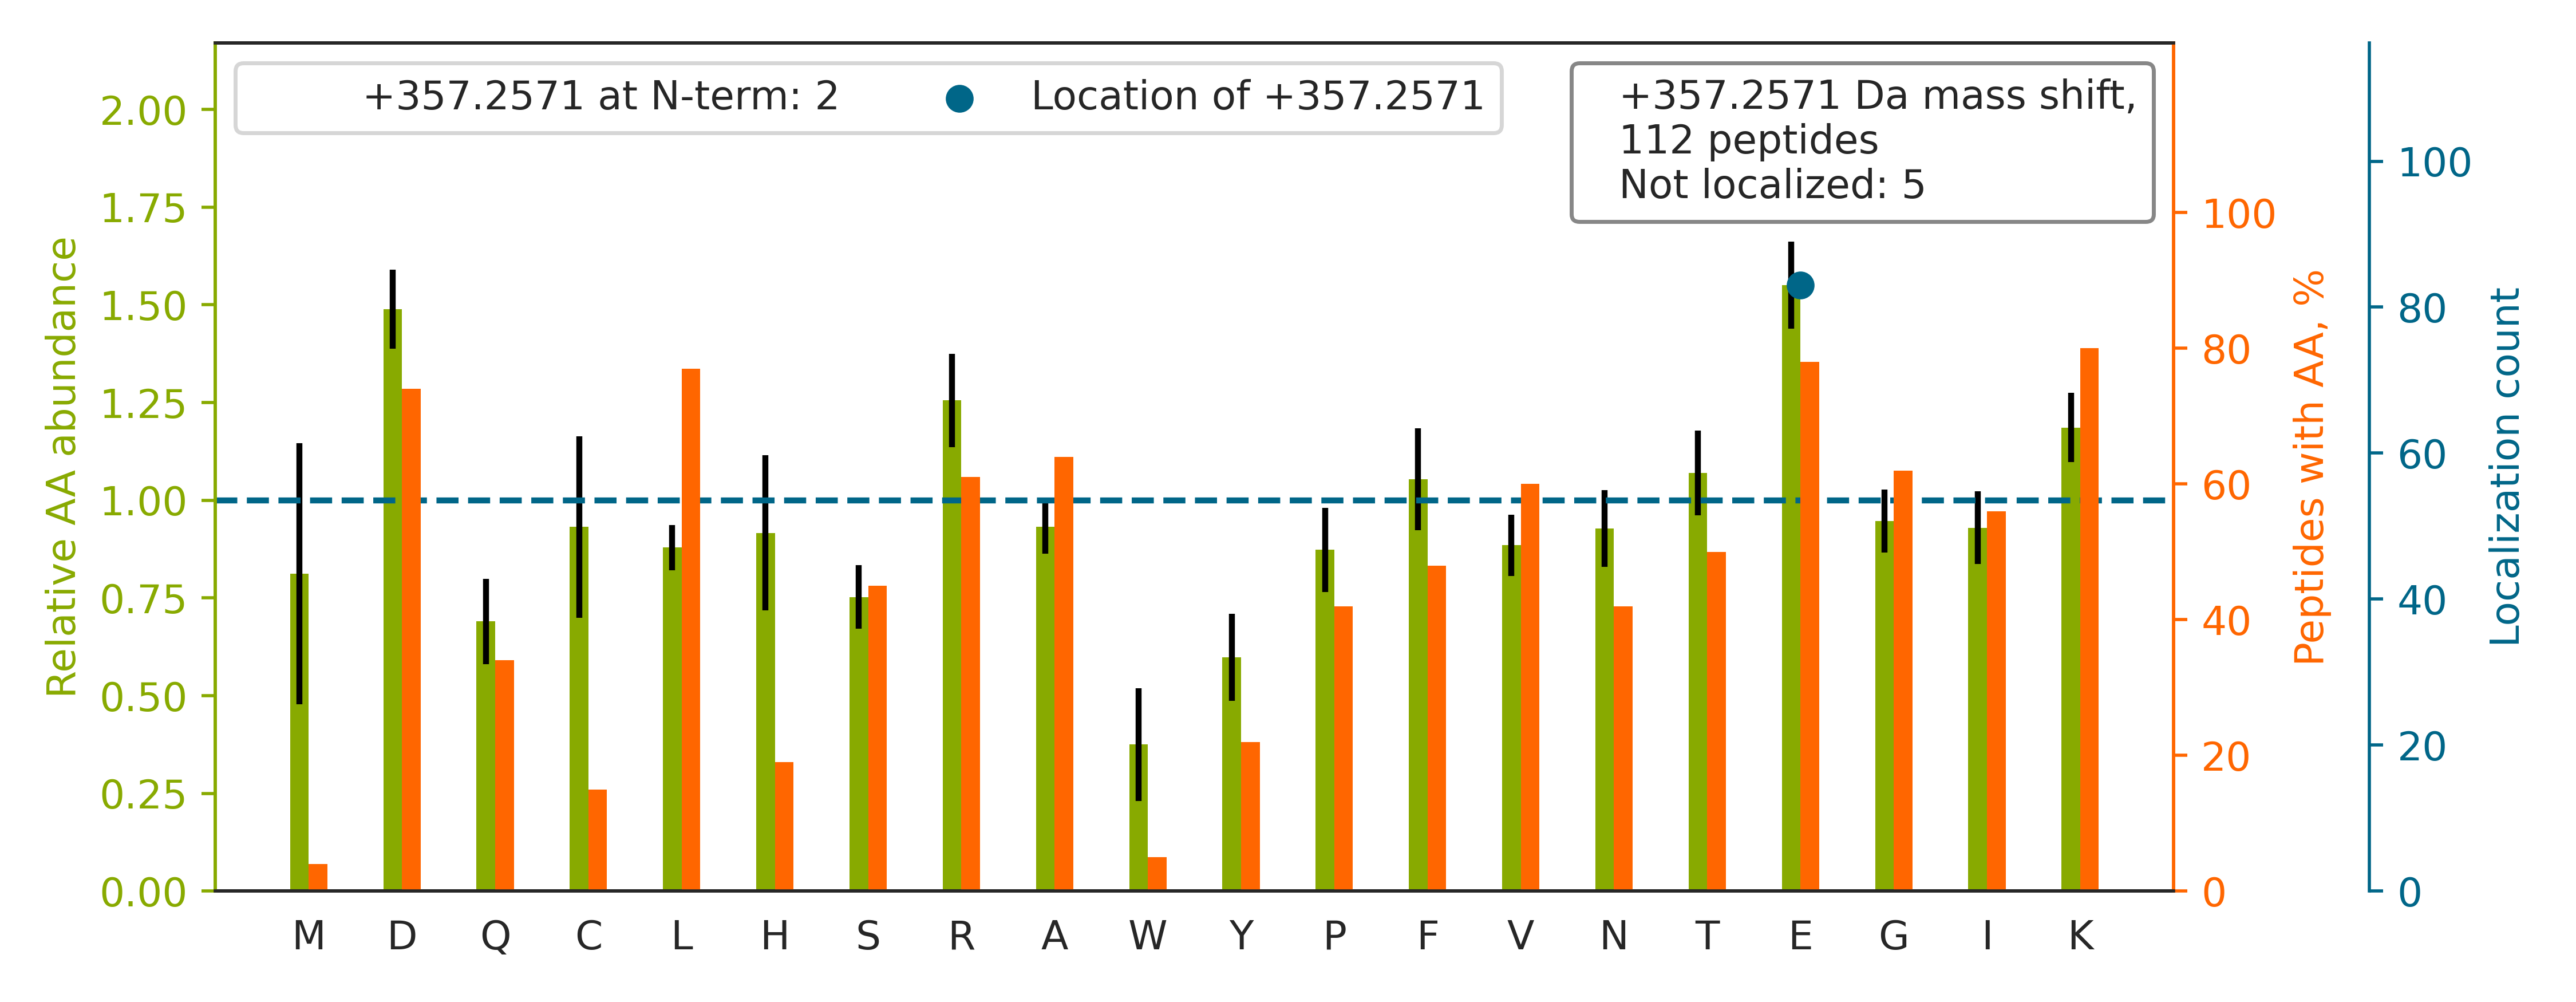 +357.2571 at N-term: 2
Location of +357.2571
+357.2571 Da mass shift,
112 peptides
Not localized: 5
Relative AA abundance
2.00
1.75
1.50
1.25
1.00
0.75
0.50
0.25
0.00
M D Q C L H S R A W Y P F V N T E G I K
100
80
60
40
20
0
Peptides with AA, %
100
80
60
40
20
0
Localization count